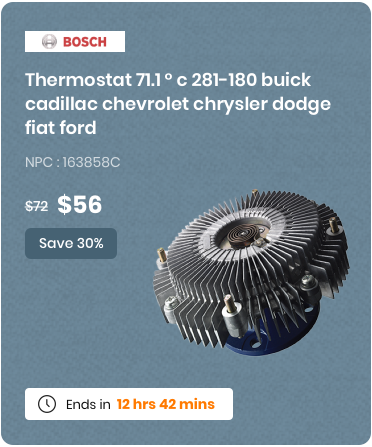 BOSCH
Thermostat 71.1 ° c 281-180 buick
cadillac chevrolet chrysler dodge
fiat ford
NPC : 163858C
$72 $56
Save 30%
Ends in 12 hrs 42 mins